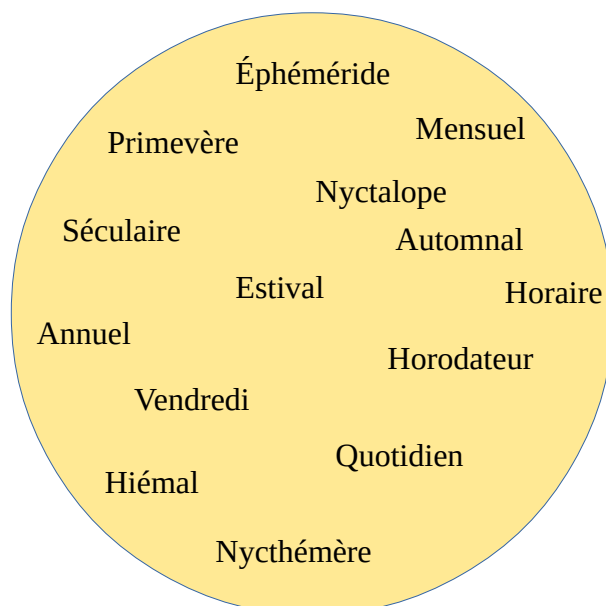 Éphéméride
Mensuel
Primevère
Nyctalope
Séculaire
Automnal
Estival
Horaire
Annuel
Horodateur
Vendredi
Quotidien
Hiémal
Nycthémère